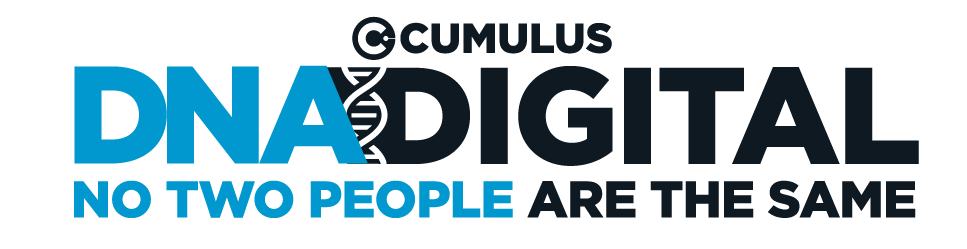 CUMULUS
DNA DIGITAL
NO TWO PEOPLE ARE THE SAME